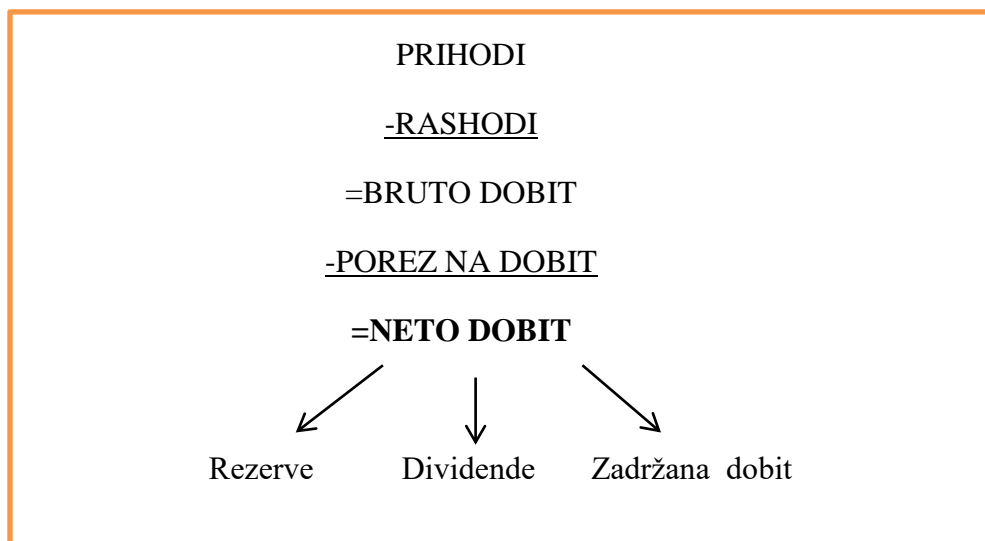 PRIHODI
-RASHODI
=BRUTO DOBIT
-POREZ NA DOBIT
=NETO DOBIT
Rezerve Dividende Zadržana dobit